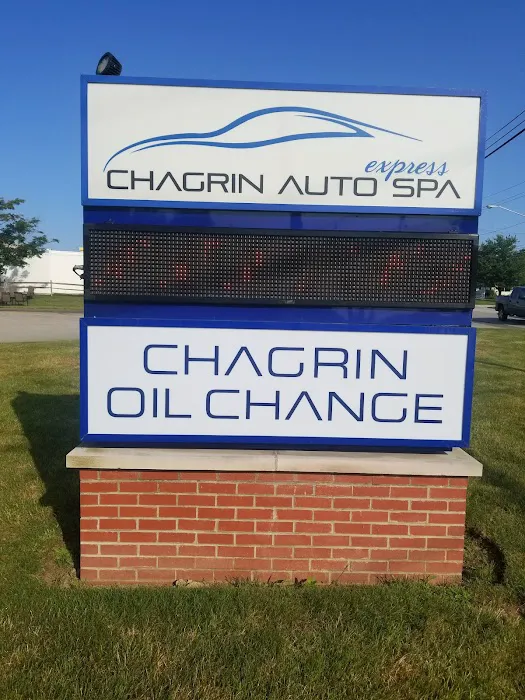 express
CHAGRIN AUTO SPA
CHAGRIN
OIL CHANGE